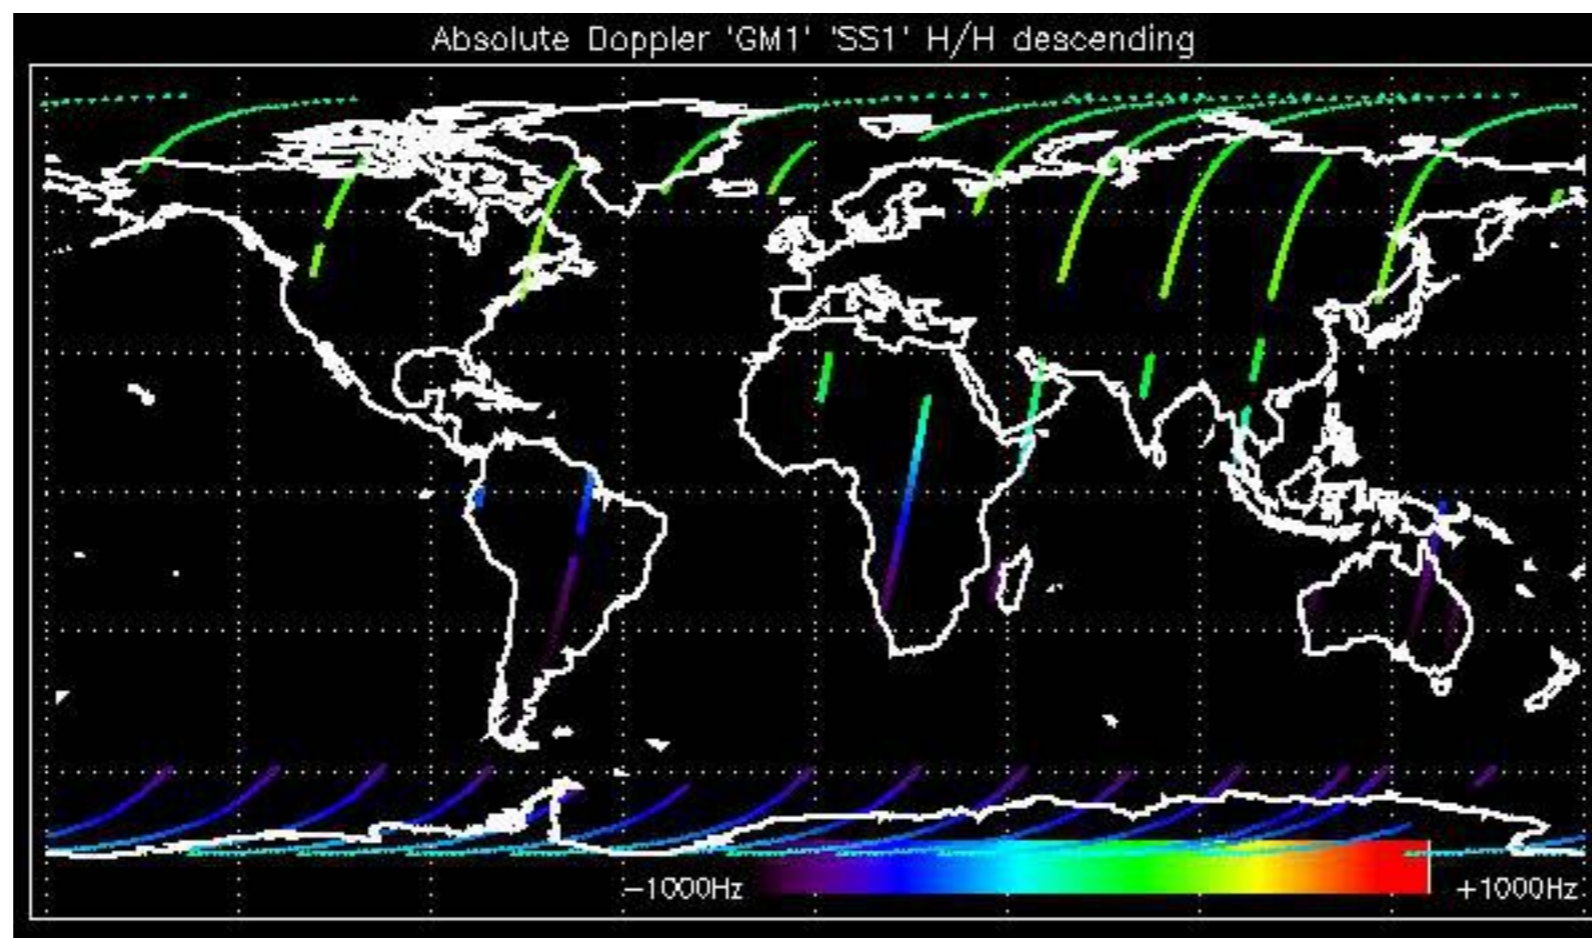 Absolute Doppler 'GM1' 'SS1' H/H descending
-1000Hz
+1000Hz